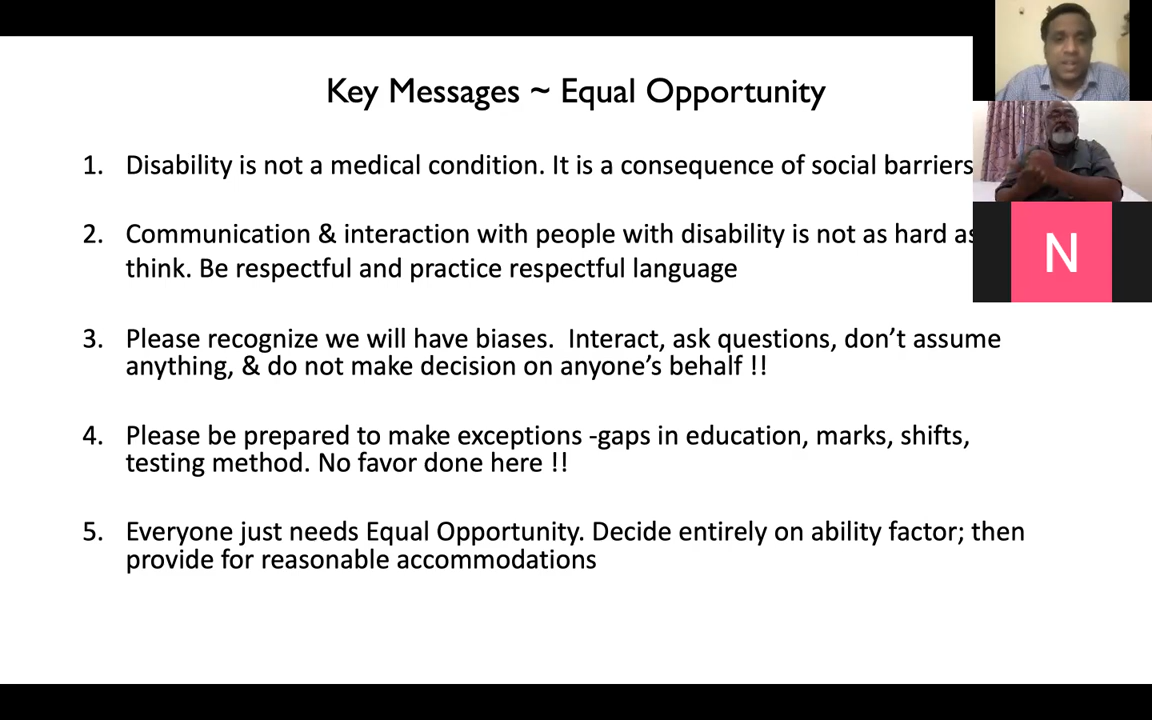 Key Messages ~ Equal Opportunity
1. Disability is not a medical condition. It is a consequence of social barriers
2. Communication & interaction with people with disability is not as hard as
think. Be respectful and practice respectful language
3. Please recognize we will have biases.  Interact, ask questions, don’t assume
anything, & do not make decision on anyone’s behalf !!
4. Please be prepared to make exceptions -gaps in education, marks, shifts,
testing method. No favor done here !!
5. Everyone just needs Equal Opportunity. Decide entirely on ability factor; then
provide for reasonable accommodations
N